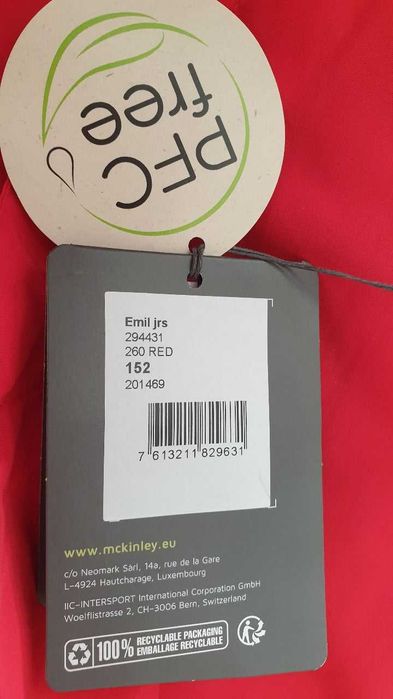 PFC
free
Emil jrs
294431
260 RED
152
201469
7 613211 829631
www.mckinley.eu
c/o Neomark Sàrl, 14a, rue de la Gare
L-4924 Hautcharage, Luxembourg
IIC-INTERSPORT International Corporation GmbH
Woelflistrasse 2, CH-3006 Bern, Switzerland
100% RECYCLABLE PACKAGING
EMBALLAGE RECYCLABLE